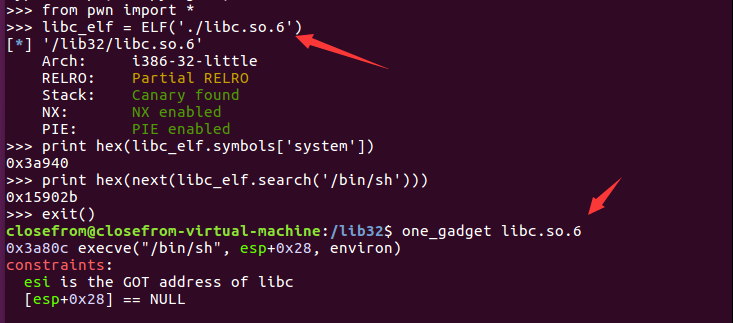 >>> from pwn import *
>>> libc_elf = ELF('./libc.so.6')
[*] '/lib32/libc.so.6'
    Arch:     i386-32-little
    RELRO:    Partial RELRO
    Stack:    Canary found
    NX:       NX enabled
    PIE:      PIE enabled
>>> print hex(libc_elf.symbols['system'])
0x3a940
>>> print hex(next(libc_elf.search('/bin/sh')))
0x15902b
>>> exit()
closefrom@closefrom-virtual-machine:/lib32$ one_gadget libc.so.6
0x3a80c execve("/bin/sh", esp+0x28, environ)
constraints:
  esi is the GOT address of libc
  [esp+0x28] == NULL